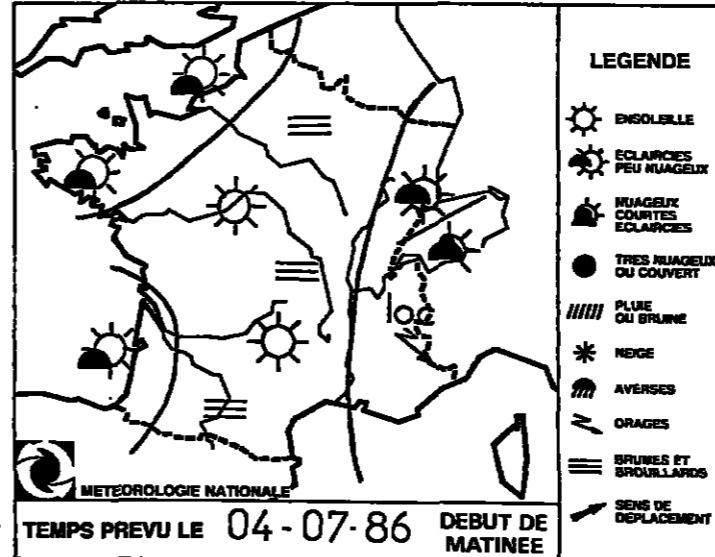 LEGENDE
ENSOLEILLE
ECLAIRCIES
PEU NUAGEUX
NUAGEUX
COURTES
ECLAIRCIES
TRES NUAGEUX
OU COUVERT
PLUIE
OU BRUINE
NEIGE
AVERSES
ORAGES
BRUMES ET
BROUILLARDS
SENS DE
DEPLACEMENT
METEOROLOGIE NATIONALE
TEMPS PREVU LE 04-07-86 DEBUT DE
MATINEE